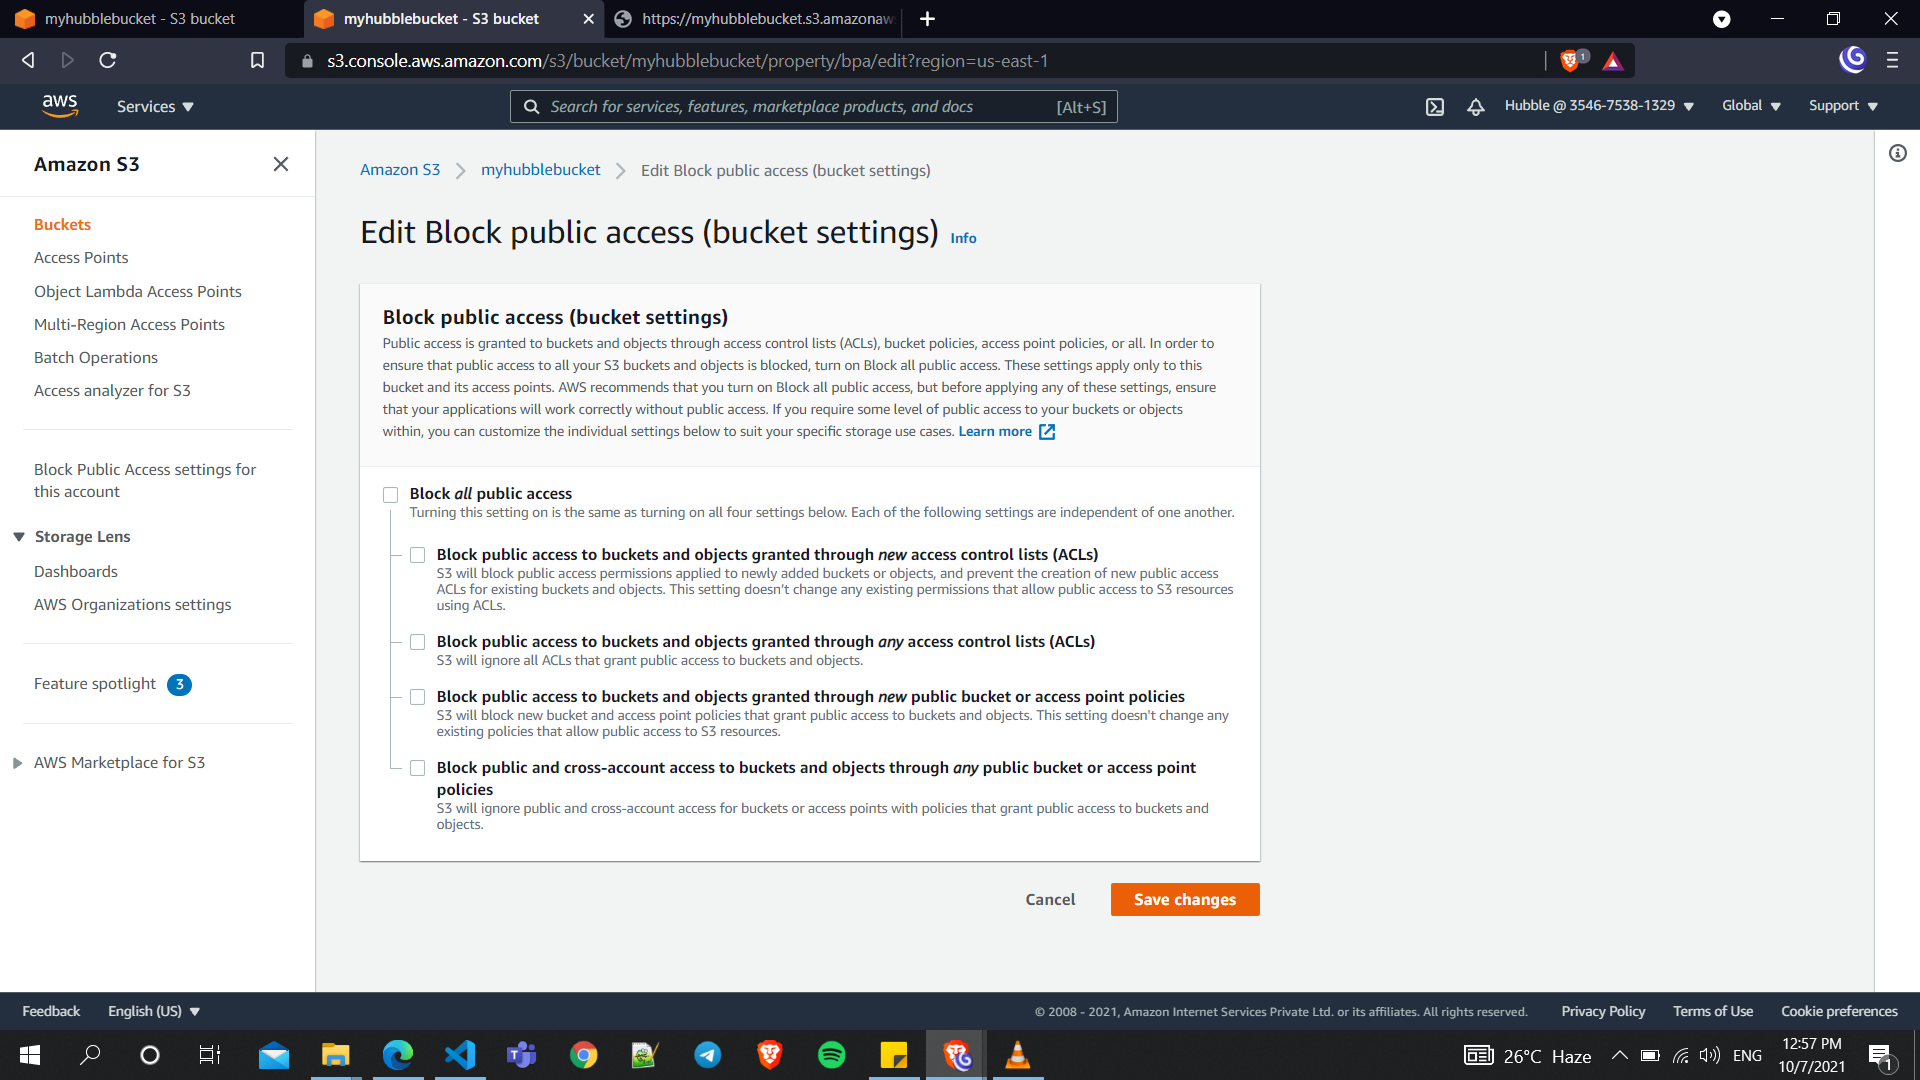 myhubblebucket - S3 bucket
myhubblebucket - S3 bucket
https://myhubblebucket.s3.amazonaw
s3.console.aws.amazon.com/s3/bucket/myhubblebucket/property/bpa/edit?region=us-east-1
1
aws
Services
Search for services, features, marketplace products, and docs
[Alt+S]
Hubble @ 3546-7538-1329
Global
Support
Amazon S3
Buckets
Access Points
Object Lambda Access Points
Multi-Region Access Points
Batch Operations
Access analyzer for S3
Block Public Access settings for
this account
Storage Lens
Dashboards
AWS Organizations settings
Feature spotlight 3
AWS Marketplace for S3
Amazon S3
myhubblebucket
Edit Block public access (bucket settings)
Edit Block public access (bucket settings) Info
Block public access (bucket settings)
Public access is granted to buckets and objects through access control lists (ACLs), bucket policies, access point policies, or all. In order to
ensure that public access to all your S3 buckets and objects is blocked, turn on Block all public access. These settings apply only to this
bucket and its access points. AWS recommends that you turn on Block all public access, but before applying any of these settings, ensure
that your applications will work correctly without public access. If you require some level of public access to your buckets or objects
within, you can customize the individual settings below to suit your specific storage use cases. Learn more
Block all public access
Turning this setting on is the same as turning on all four settings below. Each of the following settings are independent of one another.
Block public access to buckets and objects granted through new access control lists (ACLs)
S3 will block public access permissions applied to newly added buckets or objects, and prevent the creation of new public access
ACLs for existing buckets and objects. This setting doesn't change any existing permissions that allow public access to S3 resources
using ACLs.
Block public access to buckets and objects granted through any access control lists (ACLs)
S3 will ignore all ACLs that grant public access to buckets and objects.
Block public access to buckets and objects granted through new public bucket or access point policies
S3 will block new bucket and access point policies that grant public access to buckets and objects. This setting doesn't change any
existing policies that allow public access to S3 resources.
Block public and cross-account access to buckets and objects through any public bucket or access point
policies
S3 will ignore public and cross-account access for buckets or access points with policies that grant public access to buckets and
objects.
Cancel
Save changes
Feedback
English (US)
© 2008 - 2021, Amazon Internet Services Private Ltd. or its affiliates. All rights reserved.
Privacy Policy
Terms of Use
Cookie preferences
26°C Haze
ENG
12:57 PM
10/7/2021
1